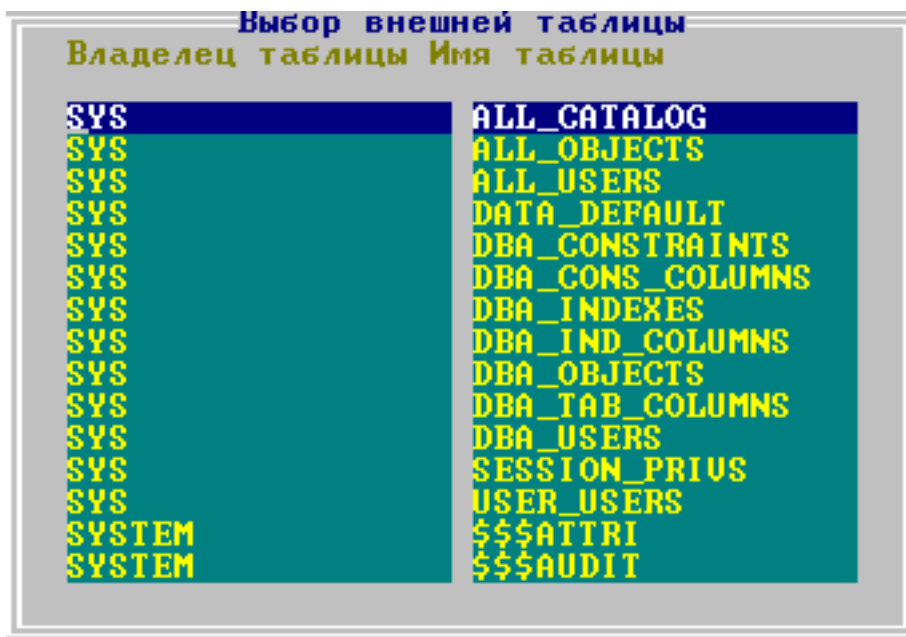 Выбор внешней таблицы
Владелец таблицы Имя таблицы
SYS ALL_CATALOG
SYS ALL_OBJECTS
SYS ALL_USERS
SYS DATA_DEFAULT
SYS DBA_CONSTRAINTS
SYS DBA_CONS_COLUMNS
SYS DBA_INDEXES
SYS DBA_IND_COLUMNS
SYS DBA_OBJECTS
SYS DBA_TAB_COLUMNS
SYS DBA_USERS
SYS SESSION_PRIVS
SYS USER_USERS
SYSTEM $$$ATTRI
SYSTEM $$$AUDIT